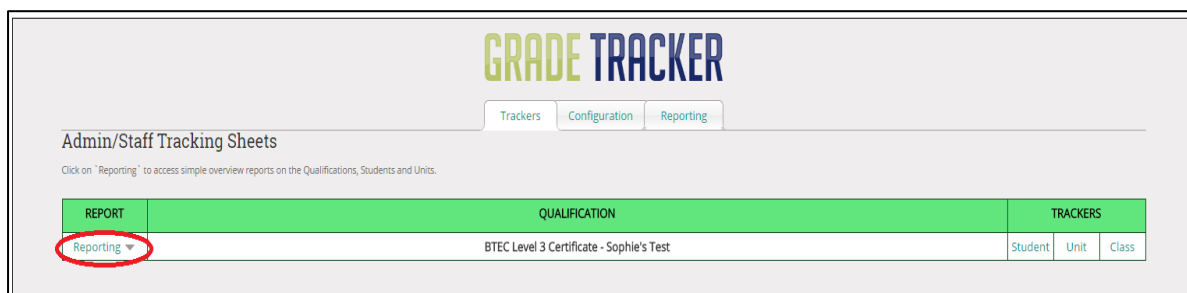 GRADE TRACKER
Trackers Configuration Reporting
Admin/Staff Tracking Sheets
Click on `Reporting` to access simple overview reports on the Qualifications, Students and Units.
REPORT QUALIFICATION TRACKERS
Reporting BTEC Level 3 Certificate - Sophie's Test Student Unit Class